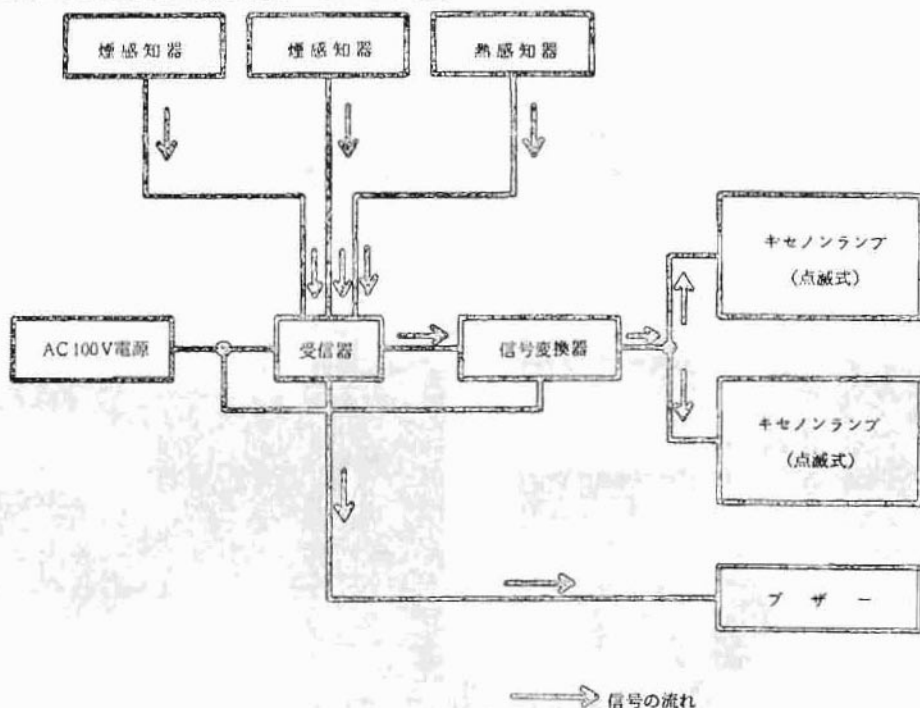 煙感知器
煙感知器
熱感知器
AC100V電源
受信器
信号変換器
キセノンランプ
(点滅式)
キセノンランプ
(点滅式)
ブザー
信号の流れ